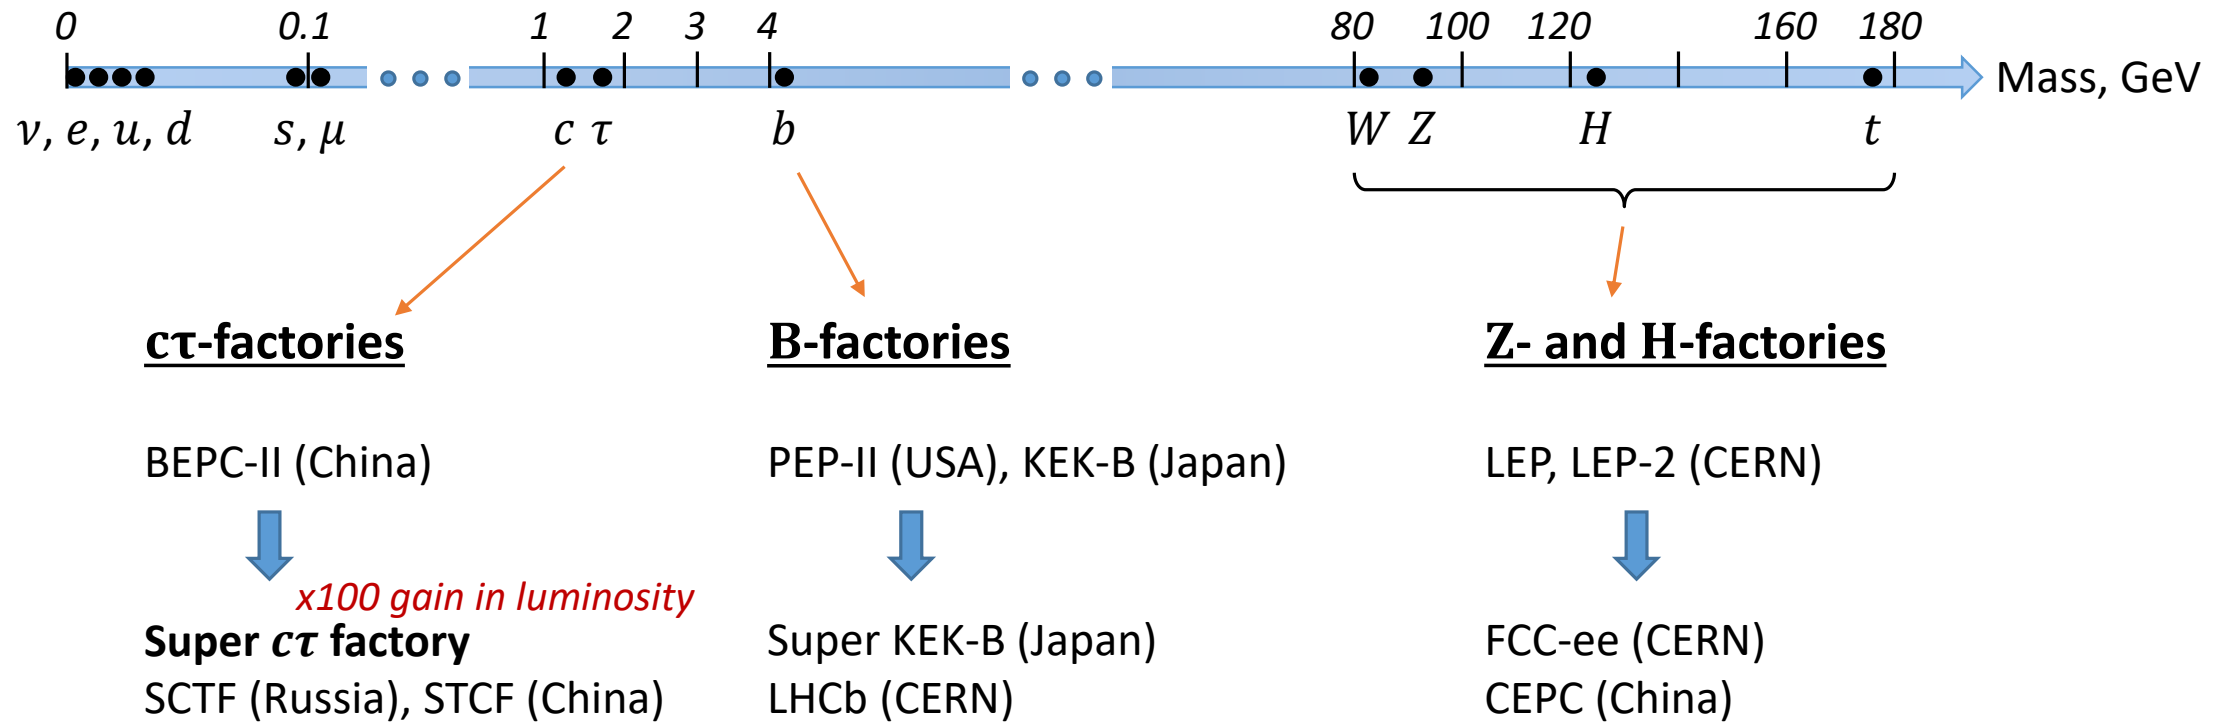 0 0.1 1 2 3 4 80 100 120 160 180
Mass, GeV
ν, e, u, d s, μ c τ b W Z H t
cτ-factories B-factories Z- and H-factories
BEPC-II (China) PEP-II (USA), KEK-B (Japan) LEP, LEP-2 (CERN)
x100 gain in luminosity
Super cτ factory Super KEK-B (Japan) FCC-ee (CERN)
SCTF (Russia), STCF (China) LHCb (CERN) CEPC (China)